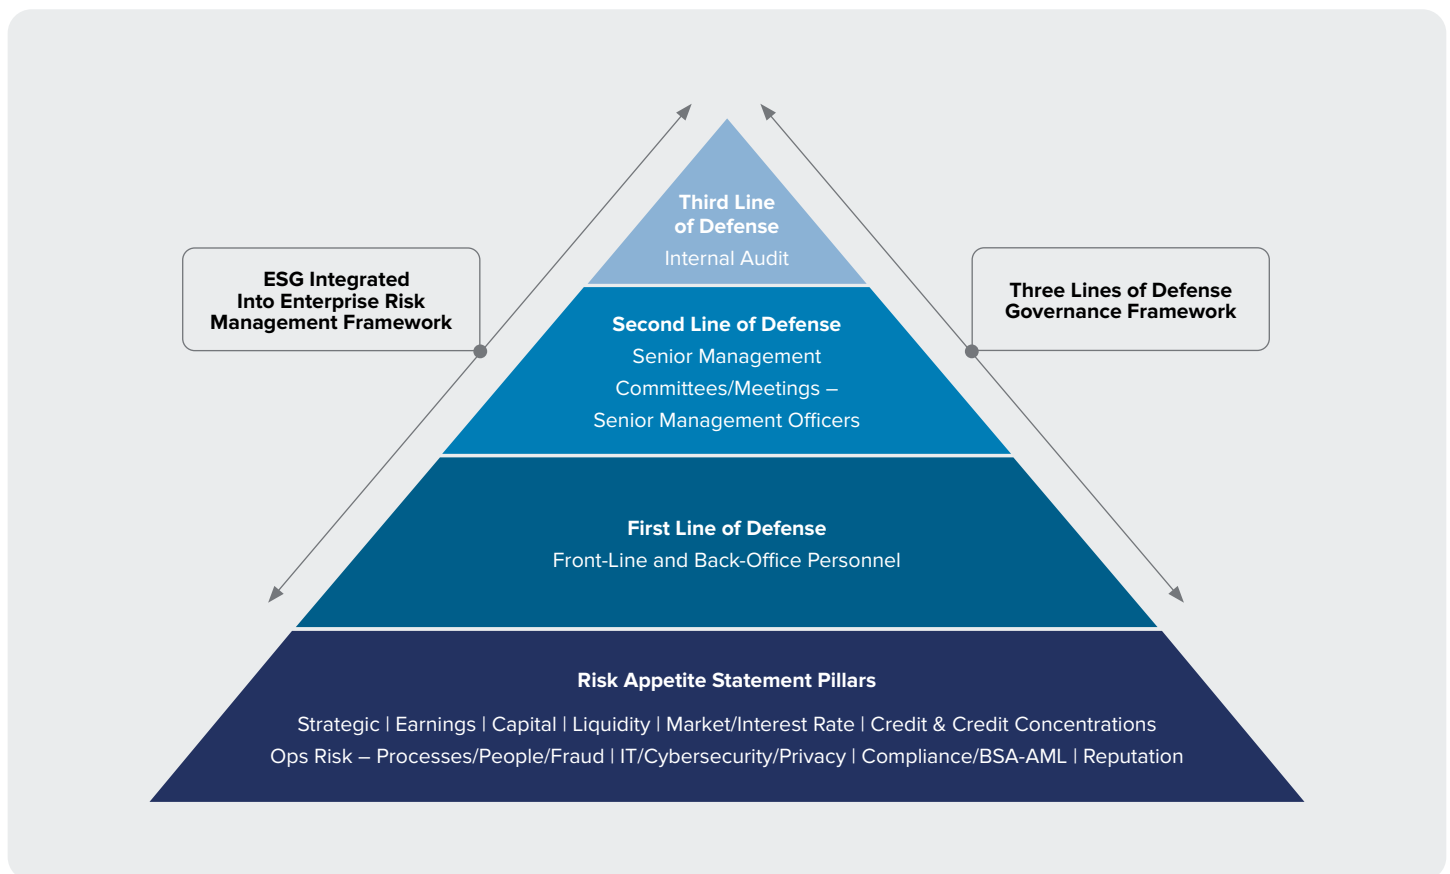 Third Line
of Defense
Internal Audit
ESG Integrated
Into Enterprise Risk
Management Framework
Three Lines of Defense
Governance Framework
Second Line of Defense
Senior Management
Committees/Meetings –
Senior Management Officers
First Line of Defense
Front-Line and Back-Office Personnel
Risk Appetite Statement Pillars
Strategic | Earnings | Capital | Liquidity | Market/Interest Rate | Credit & Credit Concentrations
Ops Risk – Processes/People/Fraud | IT/Cybersecurity/Privacy | Compliance/BSA-AML | Reputation